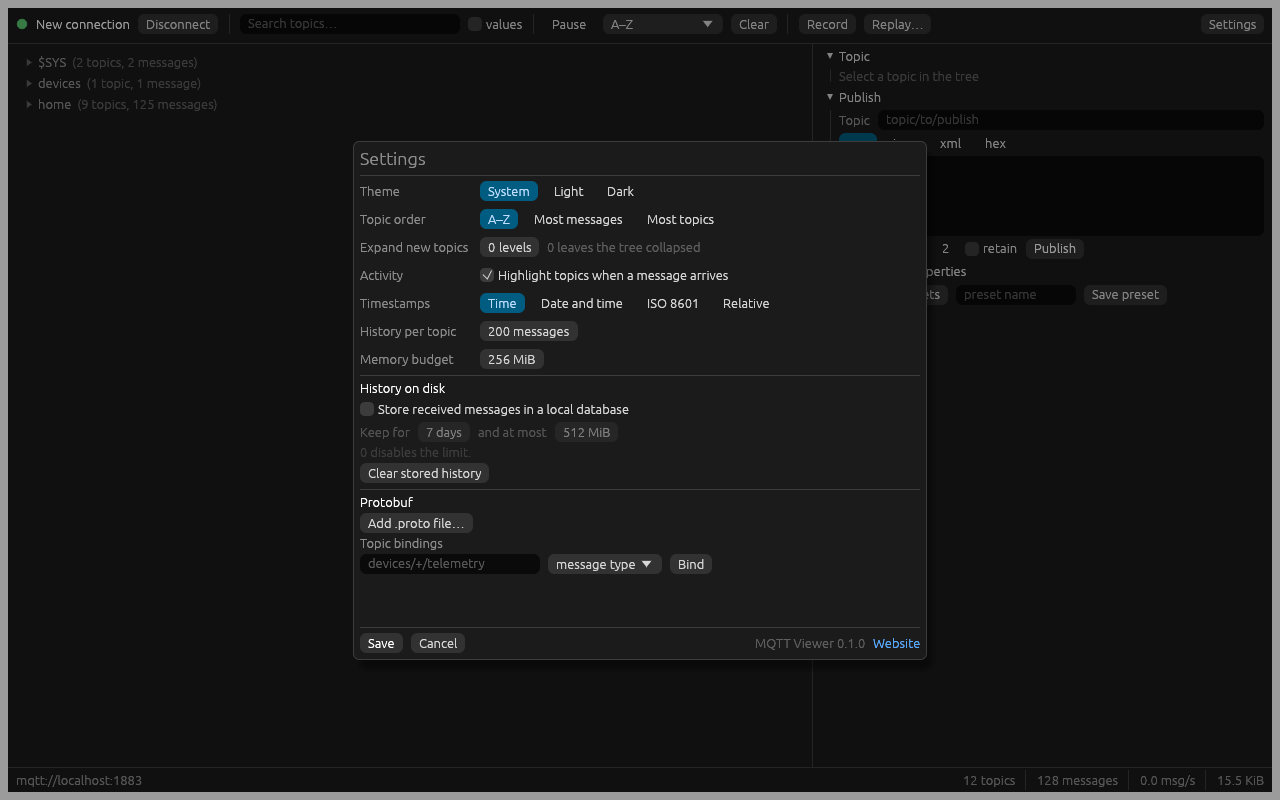 New connection Disconnect Search topics… values Pause A–Z Clear Record Replay… Settings
$SYS (2 topics, 2 messages)
devices (1 topic, 1 message)
home (9 topics, 125 messages)
Topic
Select a topic in the tree
Publish
Topic topic/to/publish
xml hex
2 retain Publish
preset name Save preset
Settings
Theme System Light Dark
Topic order A–Z Most messages Most topics
Expand new topics 0 levels 0 leaves the tree collapsed
Activity Highlight topics when a message arrives
Timestamps Time Date and time ISO 8601 Relative
History per topic 200 messages
Memory budget 256 MiB
History on disk
Store received messages in a local database
Keep for 7 days and at most 512 MiB
0 disables the limit.
Clear stored history
Protobuf
Add .proto file…
Topic bindings
devices/+/telemetry message type Bind
Save Cancel MQTT Viewer 0.1.0 Website
mqtt://localhost:1883 12 topics 128 messages 0.0 msg/s 15.5 KiB